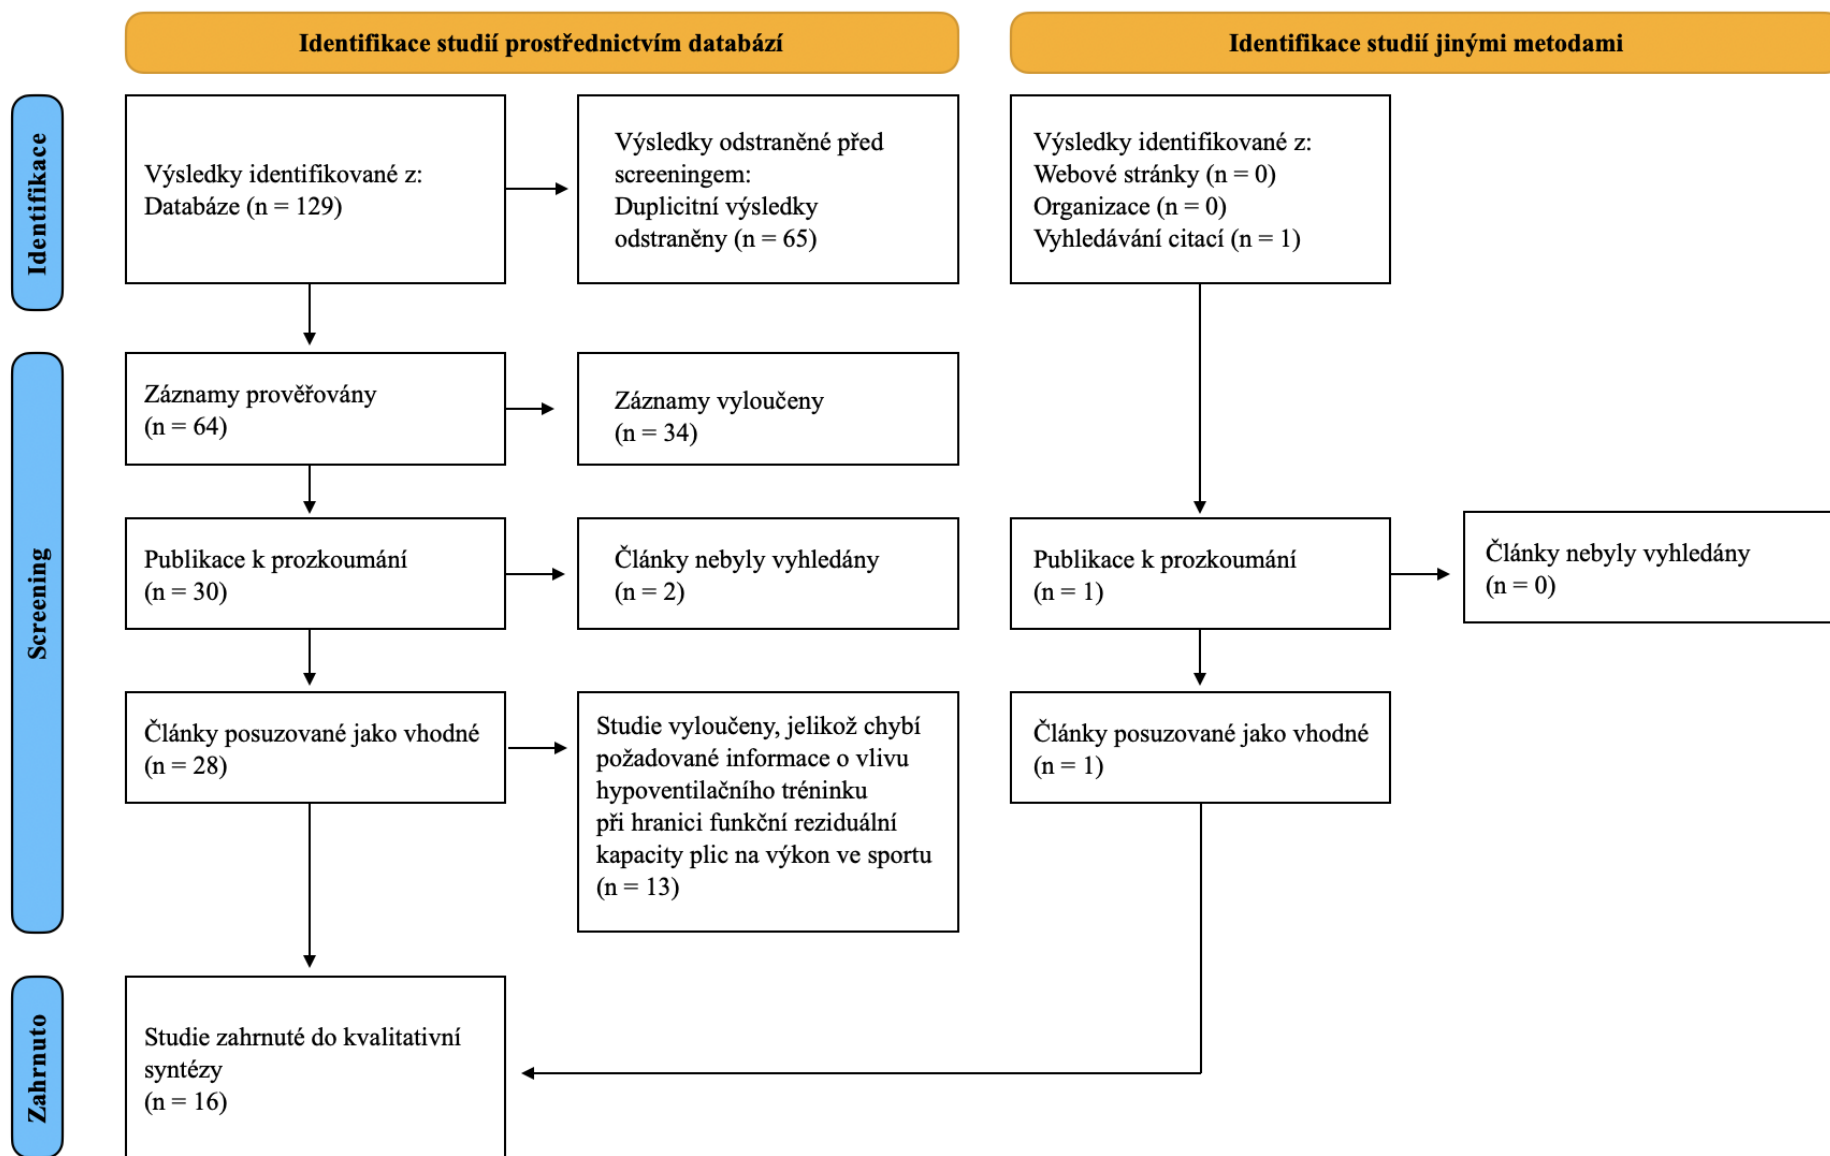 Identifikace studií prostřednictvím databází
Identifikace studií jinými metodami
Identifikace
Výsledky identifikované z:
Databáze (n = 129)
Výsledky odstraněné před
screeningem:
Duplicitní výsledky
odstraněny (n = 65)
Výsledky identifikované z:
Webové stránky (n = 0)
Organizace (n = 0)
Vyhledávání citací (n = 1)
Screening
Záznamy prověřovány
(n = 64)
Záznamy vyloučeny
(n = 34)
Publikace k prozkoumání
(n = 30)
Články nebyly vyhledány
(n = 2)
Publikace k prozkoumání
(n = 1)
Články nebyly vyhledány
(n = 0)
Články posuzované jako vhodné
(n = 28)
Studie vyloučeny, jelikož chybí
požadované informace o vlivu
hypoventilačního tréninku
při hranici funkční reziduální
kapacity plic na výkon ve sportu
(n = 13)
Články posuzované jako vhodné
(n = 1)
Zahrnuto
Studie zahrnuté do kvalitativní
syntézy
(n = 16)